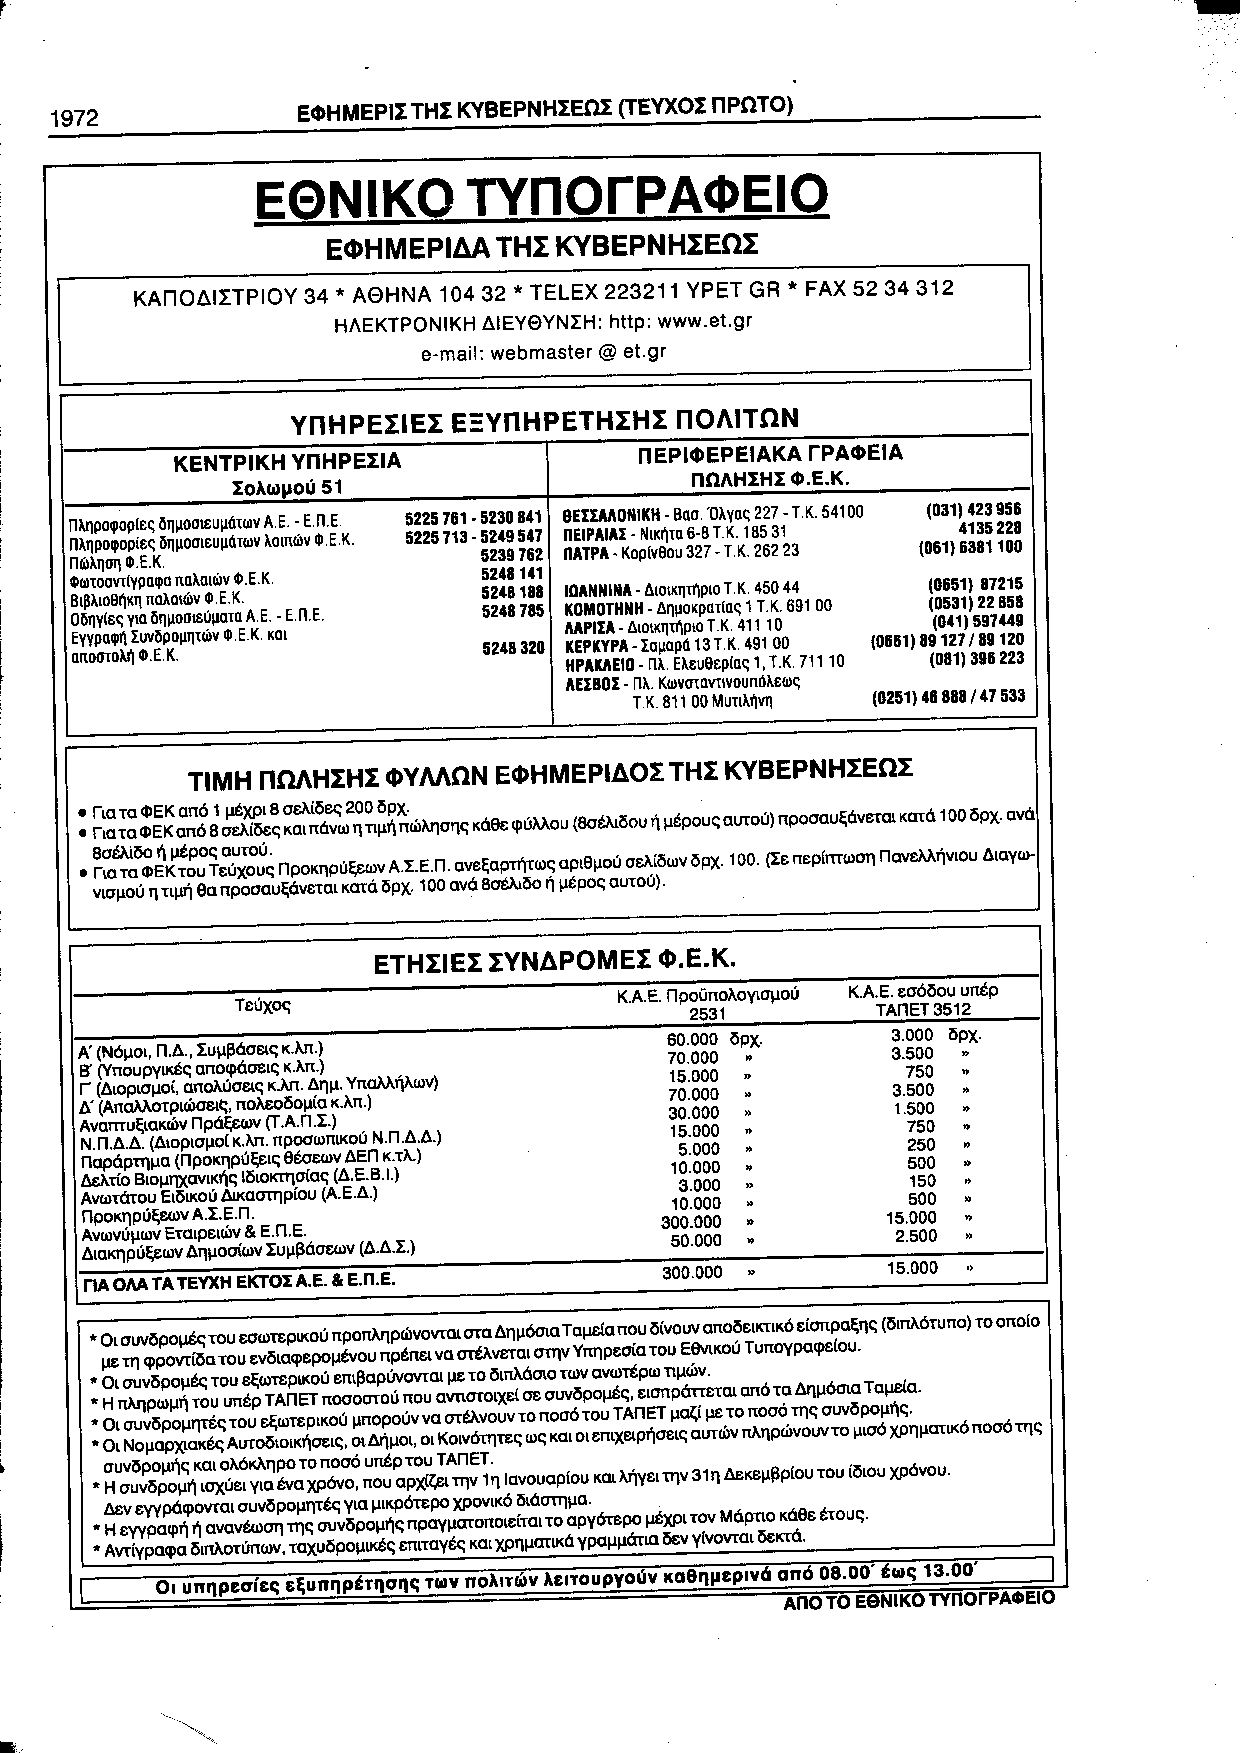 1972
ΕΦΗΜΕΡΙΣ ΤΗΣ ΚΥΒΕΡΝΗΣΕΩΣ (ΤΕΥΧΟΣ ΠΡΩΤΟ)
ΕΘΝΙΚΟ ΤΥΠΟΓΡΑΦΕΙΟ
ΕΦΗΜΕΡΙΔΑ ΤΗΣ ΚΥΒΕΡΝΗΣΕΩΣ
ΚΑΠΟΔΙΣΤΡΙΟΥ 34 * ΑΘΗΝΑ 104 32 * TELEX 223211 YPET GR * FAX 52 34 312
ΗΛΕΚΤΡΟΝΙΚΗ ΔΙΕΥΘΥΝΣΗ: http: www.et.gr
e-mail: webmaster @ et.gr
ΥΠΗΡΕΣΙΕΣ ΕΞΥΠΗΡΕΤΗΣΗΣ ΠΟΛΙΤΩΝ
ΚΕΝΤΡΙΚΗ ΥΠΗΡΕΣΙΑ
Σολωμού 51
Πληροφορίες δημοσιευμάτων Α.Ε. - Ε.Π.Ε. 5225 761 - 5230 841
Πληροφορίες δημοσιευμάτων λοιπών Φ.Ε.Κ. 5225 713 - 5249 547
Πώληση Φ.Ε.Κ. 5239 762
Φωτοαντίγραφα παλαιών Φ.Ε.Κ. 5248 141
Βιβλιοθήκη παλαιών Φ.Ε.Κ. 5248 188
Οδηγίες για δημοσιεύματα Α.Ε. - Ε.Π.Ε. 5248 785
Εγγραφή Συνδρομητών Φ.Ε.Κ. και
αποστολή Φ.Ε.Κ. 5248 320
ΠΕΡΙΦΕΡΕΙΑΚΑ ΓΡΑΦΕΙΑ
ΠΩΛΗΣΗΣ Φ.Ε.Κ.
ΘΕΣΣΑΛΟΝΙΚΗ - Βασ. Όλγας 227 - Τ.Κ. 54100 (031) 423 956
ΠΕΙΡΑΙΑΣ - Νικήτα 6-8 Τ.Κ. 185 31 4135 228
ΠΑΤΡΑ - Κορίνθου 327 - Τ.Κ. 262 23 (061) 6381 100
ΙΩΑΝΝΙΝΑ - Διοικητήριο Τ.Κ. 450 44 (0651) 87215
ΚΟΜΟΤΗΝΗ - Δημοκρατίας 1 Τ.Κ. 691 00 (0531) 22 858
ΛΑΡΙΣΑ - Διοικητήριο Τ.Κ. 411 10 (041) 597449
ΚΕΡΚΥΡΑ - Σαμαρά 13 Τ.Κ. 491 00 (0661) 89 127 / 89 120
ΗΡΑΚΛΕΙΟ - Πλ. Ελευθερίας 1, Τ.Κ. 711 10 (081) 396 223
ΛΕΣΒΟΣ - Πλ. Κωνσταντινουπόλεως
Τ.Κ. 811 00 Μυτιλήνη (0251) 46 888 / 47 533
ΤΙΜΗ ΠΩΛΗΣΗΣ ΦΥΛΛΩΝ ΕΦΗΜΕΡΙΔΟΣ ΤΗΣ ΚΥΒΕΡΝΗΣΕΩΣ
• Για τα ΦΕΚ από 1 μέχρι 8 σελίδες 200 δρχ.
• Για τα ΦΕΚ από 8 σελίδες και πάνω η τιμή πώλησης κάθε φύλλου (8σέλιδου ή μέρους αυτού) προσαυξάνεται κατά 100 δρχ. ανά
8σέλιδο ή μέρος αυτού.
• Για τα ΦΕΚ του Τεύχους Προκηρύξεων Α.Σ.Ε.Π. ανεξαρτήτως αριθμού σελίδων δρχ. 100. (Σε περίπτωση Πανελλήνιου Διαγω-
νισμού η τιμή θα προσαυξάνεται κατά δρχ. 100 ανά 8σέλιδο ή μέρος αυτού).
ΕΤΗΣΙΕΣ ΣΥΝΔΡΟΜΕΣ Φ.Ε.Κ.
Τεύχος Κ.Α.Ε. Προϋπολογισμού Κ.Α.Ε. εσόδου υπέρ
2531 ΤΑΠΕΤ 3512
Α΄ (Νόμοι, Π.Δ., Συμβάσεις κ.λπ.) 60.000 δρχ. 3.000 δρχ.
Β΄ (Υπουργικές αποφάσεις κ.λπ.) 70.000 » 3.500 »
Γ΄ (Διορισμοί, απολύσεις κ.λπ. Δημ. Υπαλλήλων) 15.000 » 750 »
Δ΄ (Απαλλοτριώσεις, πολεοδομία κ.λπ.) 70.000 » 3.500 »
Αναπτυξιακών Πράξεων (Τ.Α.Π.Σ.) 30.000 » 1.500 »
Ν.Π.Δ.Δ. (Διορισμοί κ.λπ. προσωπικού Ν.Π.Δ.Δ.) 15.000 » 750 »
Παράρτημα (Προκηρύξεις θέσεων ΔΕΠ κ.τλ.) 5.000 » 250 »
Δελτίο Βιομηχανικής Ιδιοκτησίας (Δ.Ε.Β.Ι.) 10.000 » 500 »
Ανωτάτου Ειδικού Δικαστηρίου (Α.Ε.Δ.) 3.000 » 150 »
Προκηρύξεων Α.Σ.Ε.Π. 10.000 » 500 »
Ανωνύμων Εταιρειών & Ε.Π.Ε. 300.000 » 15.000 »
Διακηρύξεων Δημοσίων Συμβάσεων (Δ.Δ.Σ.) 50.000 » 2.500 »
ΓΙΑ ΟΛΑ ΤΑ ΤΕΥΧΗ ΕΚΤΟΣ Α.Ε. & Ε.Π.Ε. 300.000 » 15.000 »
* Οι συνδρομές του εσωτερικού προπληρώνονται στα Δημόσια Ταμεία που δίνουν αποδεικτικό είσπραξης (διπλότυπο) το οποίο
με τη φροντίδα του ενδιαφερομένου πρέπει να στέλνεται στην Υπηρεσία του Εθνικού Τυπογραφείου.
* Οι συνδρομές του εξωτερικού επιβαρύνονται με το διπλάσιο των ανωτέρω τιμών.
* Η πληρωμή του υπέρ ΤΑΠΕΤ ποσοστού που αντιστοιχεί σε συνδρομές, εισπράττεται από τα Δημόσια Ταμεία.
* Οι συνδρομητές του εξωτερικού μπορούν να στέλνουν το ποσό του ΤΑΠΕΤ μαζί με το ποσό της συνδρομής.
* Οι Νομαρχιακές Αυτοδιοικήσεις, οι Δήμοι, οι Κοινότητες ως και οι επιχειρήσεις αυτών πληρώνουν το μισό χρηματικό ποσό της
συνδρομής και ολόκληρο το ποσό υπέρ του ΤΑΠΕΤ.
* Η συνδρομή ισχύει για ένα χρόνο, που αρχίζει την 1η Ιανουαρίου και λήγει την 31η Δεκεμβρίου του ίδιου χρόνου.
Δεν εγγράφονται συνδρομητές για μικρότερο χρονικό διάστημα.
* Η εγγραφή ή ανανέωση της συνδρομής πραγματοποιείται το αργότερο μέχρι τον Μάρτιο κάθε έτους.
* Αντίγραφα διπλοτύπων, ταχυδρομικές επιταγές και χρηματικά γραμμάτια δεν γίνονται δεκτά.
Οι υπηρεσίες εξυπηρέτησης των πολιτών λειτουργούν καθημερινά από 08.00΄ έως 13.00΄
ΑΠΟ ΤΟ ΕΘΝΙΚΟ ΤΥΠΟΓΡΑΦΕΙΟ